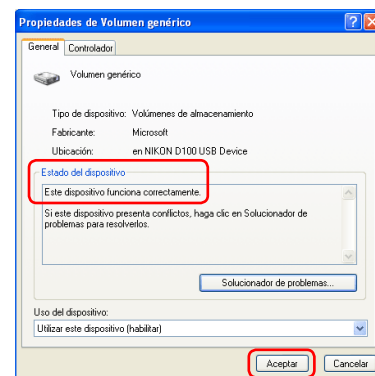 Propiedades de Volumen genérico
General Controlador
Volumen genérico
Tipo de dispositivo: Volúmenes de almacenamiento
Fabricante: Microsoft
Ubicación: en NIKON D100 USB Device
Estado del dispositivo
Este dispositivo funciona correctamente.
Si este dispositivo presenta conflictos, haga clic en Solucionador de
problemas para resolverlos.
Solucionador de problemas...
Uso del dispositivo:
Utilizar este dispositivo (habilitar)
Aceptar Cancelar